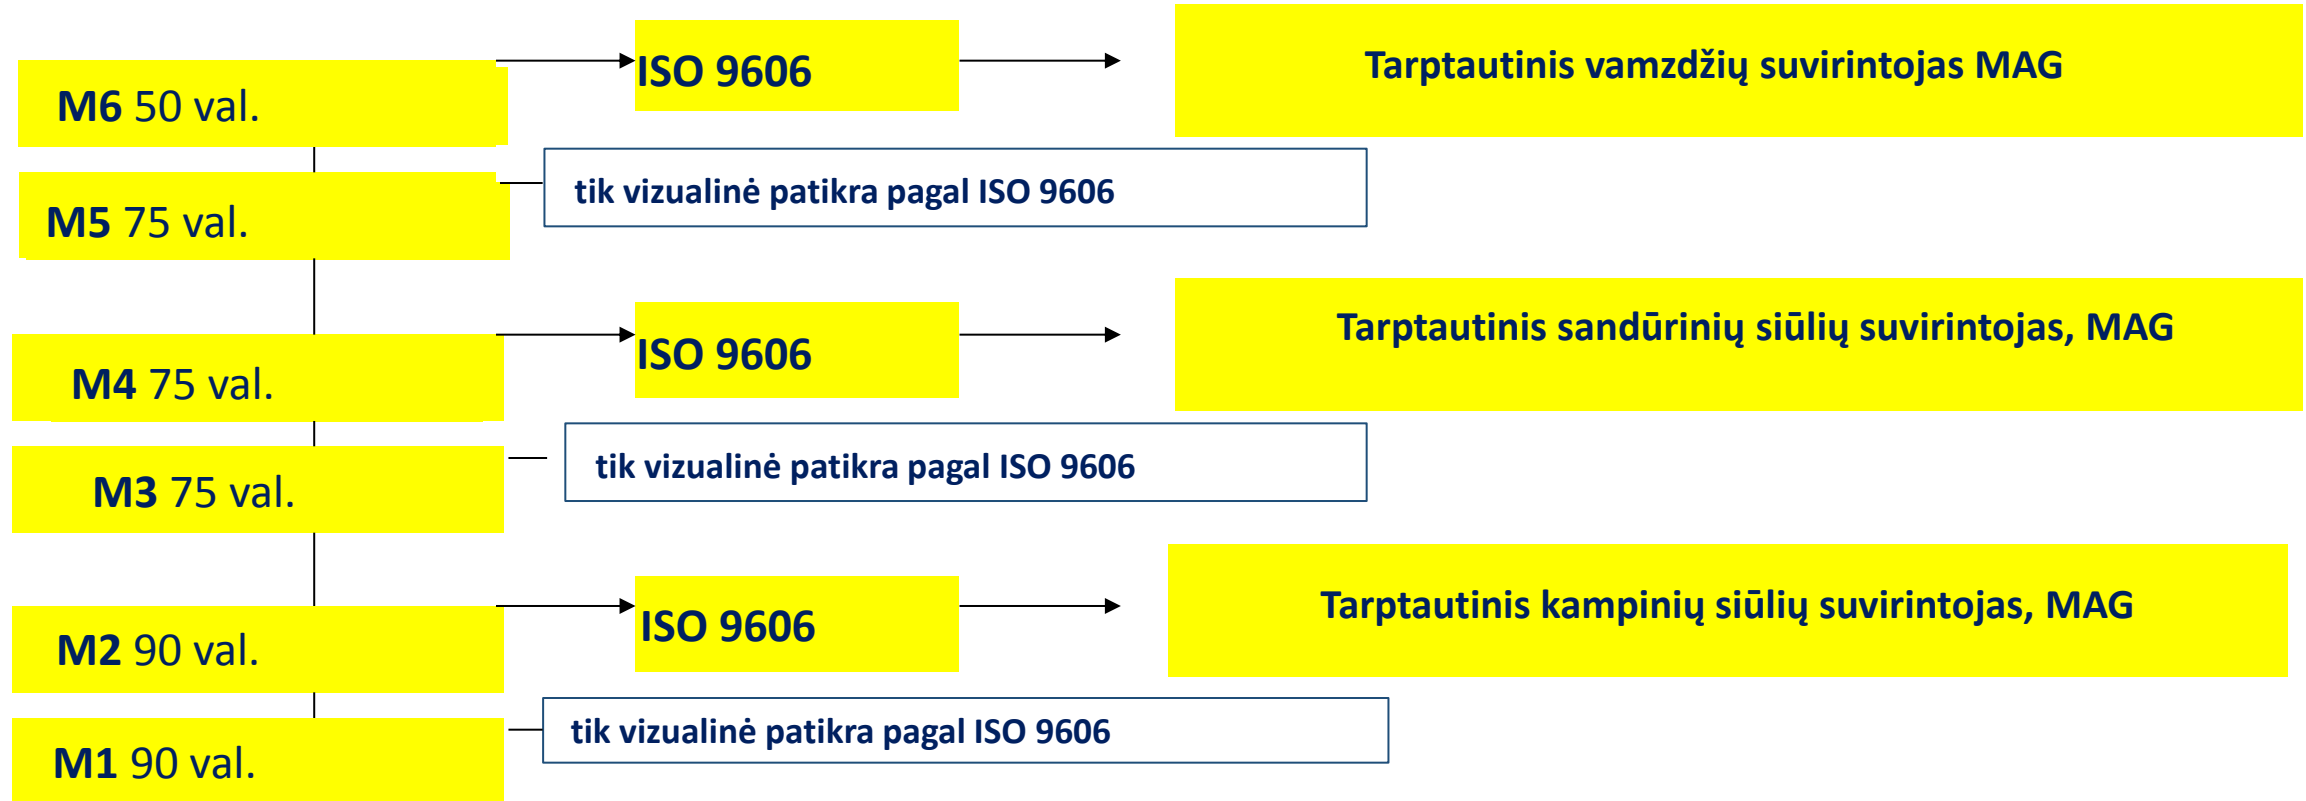 ISO 9606
Tarptautinis vamzdžių suvirintojas MAG
M6 50 val.
tik vizualinė patikra pagal ISO 9606
M5 75 val.
ISO 9606
Tarptautinis sandūrinių siūlių suvirintojas, MAG
M4 75 val.
tik vizualinė patikra pagal ISO 9606
M3 75 val.
ISO 9606
Tarptautinis kampinių siūlių suvirintojas, MAG
M2 90 val.
tik vizualinė patikra pagal ISO 9606
M1 90 val.